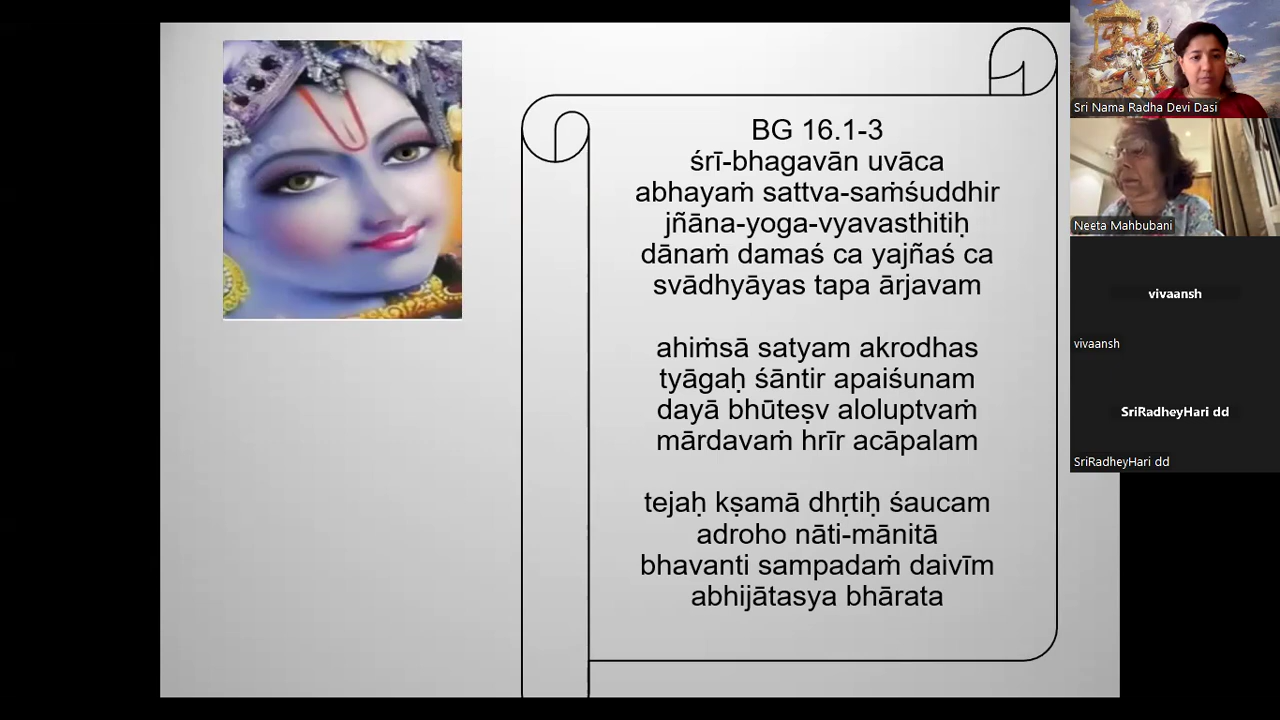 BG 16.1-3
śrī-bhagavān uvāca
abhayaṁ sattva-saṁśuddhir
jñāna-yoga-vyavasthitiḥ
dānaṁ damaś ca yajñaś ca
svādhyāyas tapa ārjavam
ahiṁsā satyam akrodhas
tyāgaḥ śāntir apaiśunam
dayā bhūteṣv aloluptvaṁ
mārdavaṁ hrīr acāpalam
tejaḥ kṣamā dhṛtiḥ śaucam
adroho nāti-mānitā
bhavanti sampadaṁ daivīm
abhijātasya bhārata
Sri Nama Radha Devi Dasi
Neeta Mahbubani
vivaansh
vivaansh
SriRadheyHari dd
SriRadheyHari dd